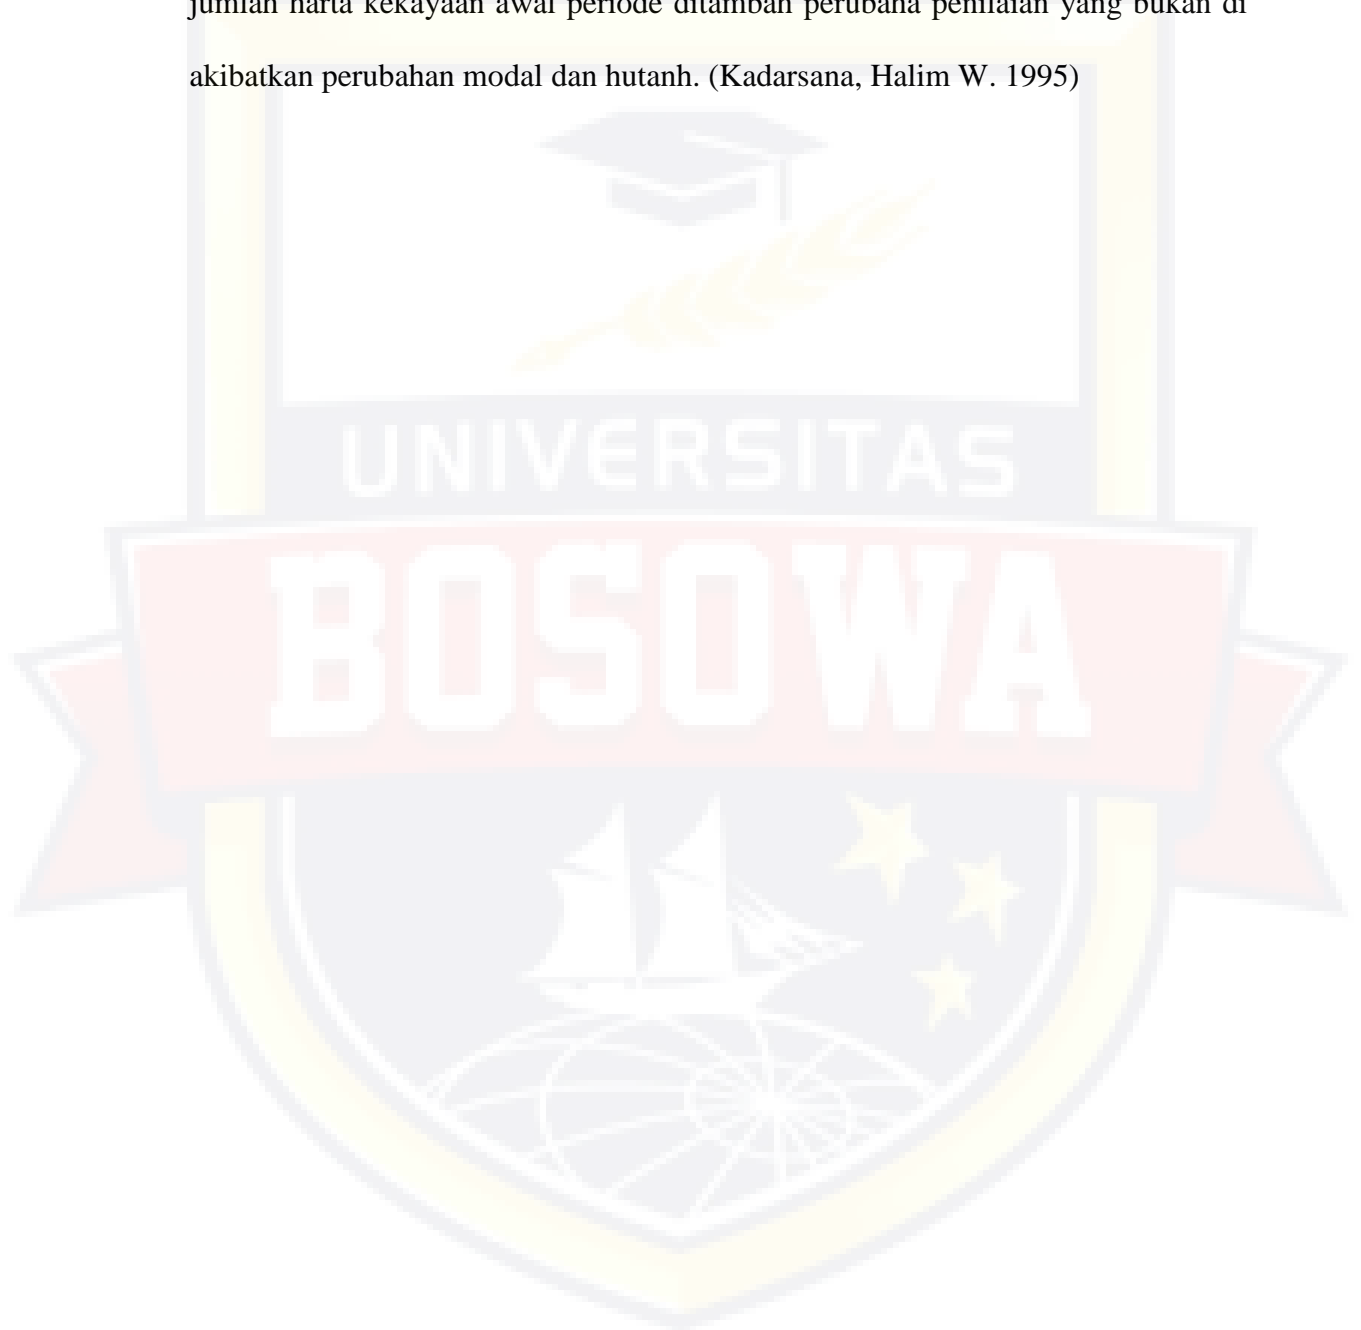 jumlah harta kekayaan awal periode ditambah perubaha penilaian yang bukan di
akibatkan perubahan modal dan hutanh. (Kadarsana, Halim W. 1995)
UNIVERSITAS
BOSOWA